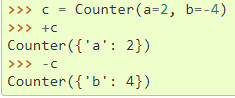 >>> c = Counter(a=2, b=-4)
>>> +c
Counter({'a': 2})
>>> -c
Counter({'b': 4})